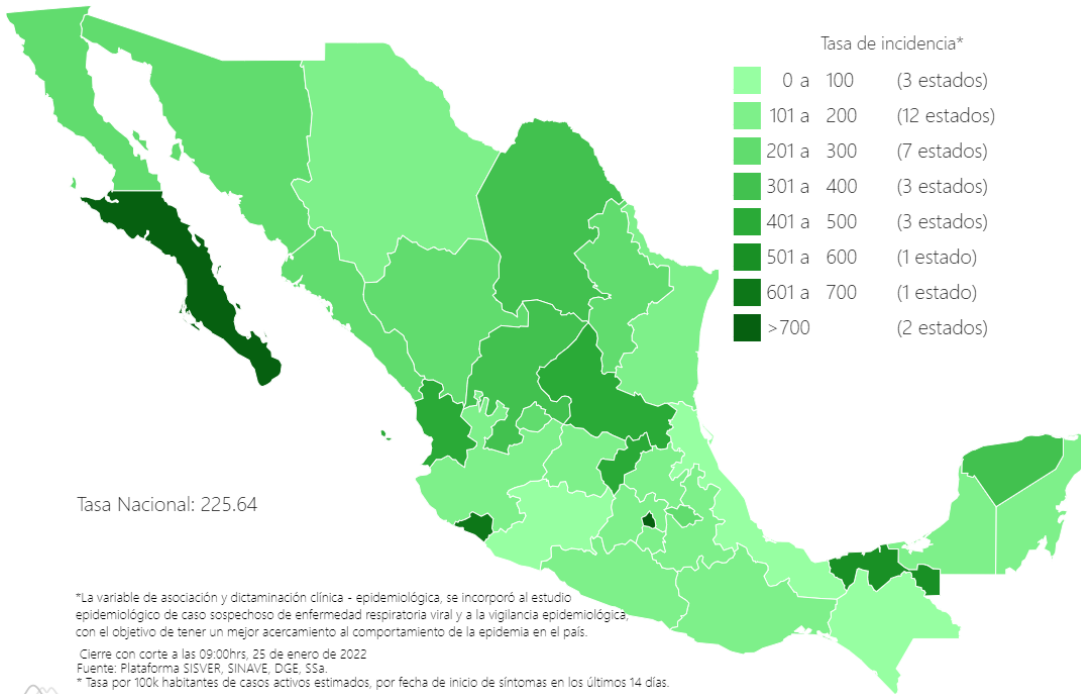 Tasa de incidencia*
0 a 100 (3 estados)
101 a 200 (12 estados)
201 a 300 (7 estados)
301 a 400 (3 estados)
401 a 500 (3 estados)
501 a 600 (1 estado)
601 a 700 (1 estado)
>700 (2 estados)
Tasa Nacional: 225.64
*La variable de asociación y dictaminación clínica - epidemiológica, se incorporó al estudio
epidemiológico de caso sospechoso de enfermedad respiratoria viral y a la vigilancia epidemiológica,
con el objetivo de tener un mejor acercamiento al comportamiento de la epidemia en el país.
Cierre con corte a las 09:00hrs, 25 de enero de 2022
Fuente: Plataforma SISVER, SINAVE, DGE, SSa.
* Tasa por 100k habitantes de casos activos estimados, por fecha de inicio de síntomas en los últimos 14 días.